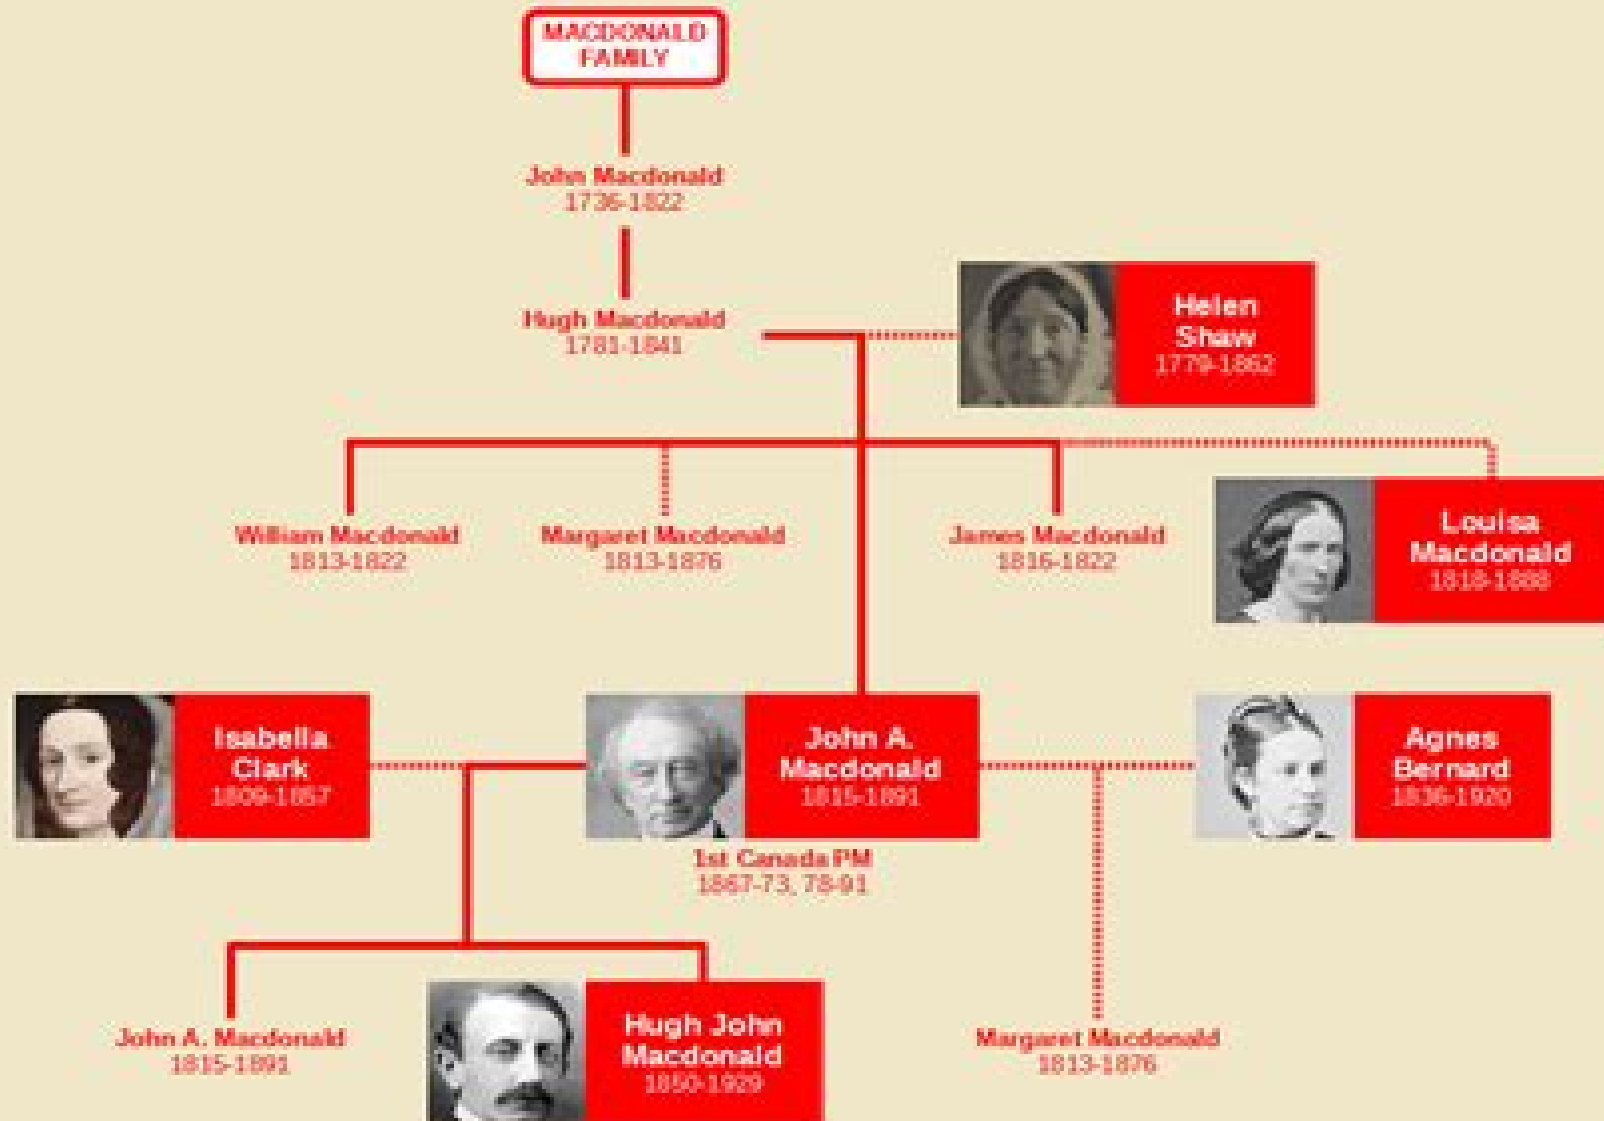 MACDONALD
FAMILY
John Macdonald
1736-1822
Hugh Macdonald
1781-1841
Helen
Shaw
1779-1862
William Macdonald
1813-1822
Margaret Macdonald
1813-1876
James Macdonald
1816-1822
Louisa
Macdonald
1818-1888
Isabella
Clark
1809-1857
John A.
Macdonald
1815-1891
1st Canada PM
1867-73, 78-91
Agnes
Bernard
1836-1920
John A. Macdonald
1815-1891
Hugh John
Macdonald
1850-1929
Margaret Macdonald
1813-1876